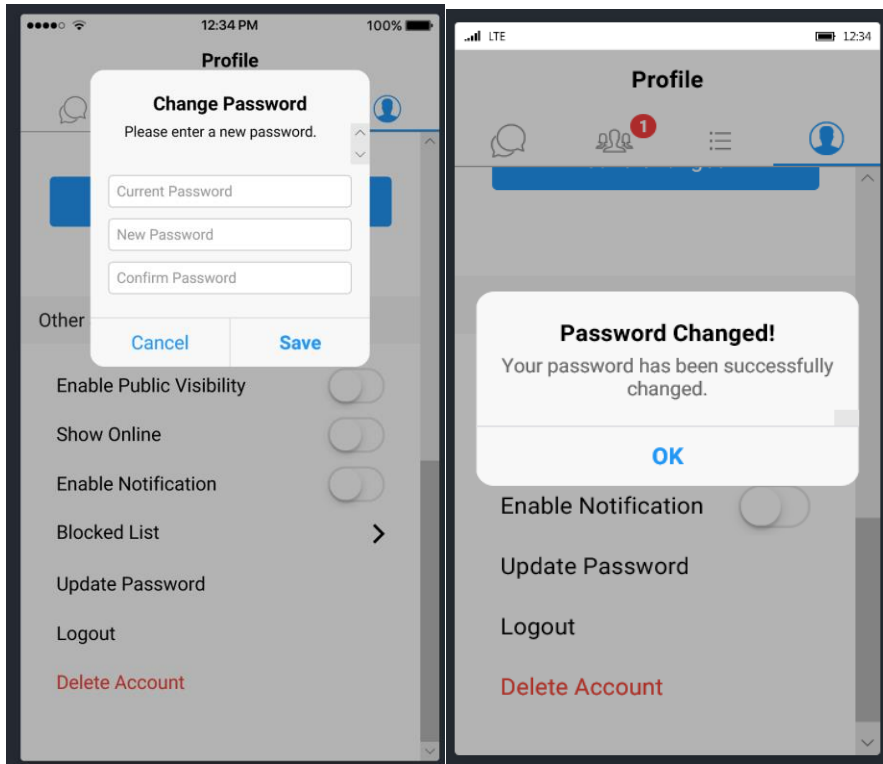 12:34 PM
100%
Profile
Change Password
Please enter a new password.
Current Password
New Password
Confirm Password
Other
Cancel
Save
Enable Public Visibility
Show Online
Enable Notification
Blocked List
Update Password
Logout
Delete Account
LTE
12:34
Profile
1
Password Changed!
Your password has been successfully
changed.
OK
Enable Notification
Update Password
Logout
Delete Account